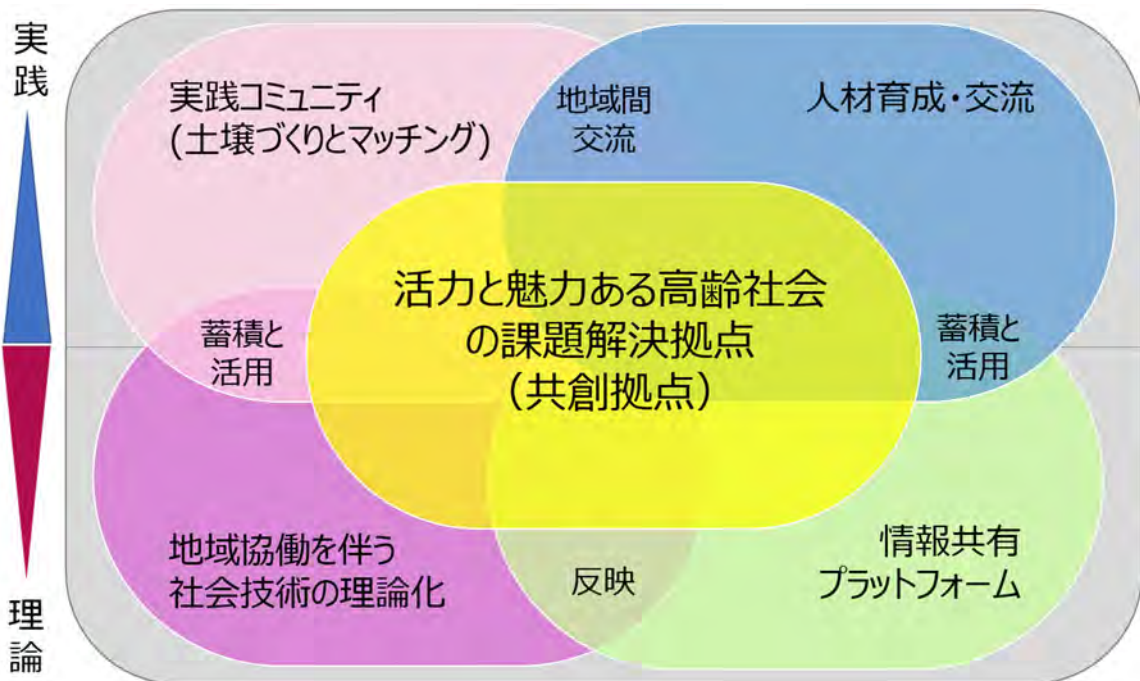 実践
実践コミュニティ
(土壌づくりとマッチング)
地域間
交流
人材育成・交流
活力と魅力ある高齢社会
の課題解決拠点
(共創拠点)
蓄積と
活用
蓄積と
活用
地域協働を伴う
社会技術の理論化
反映
情報共有
プラットフォーム
理論